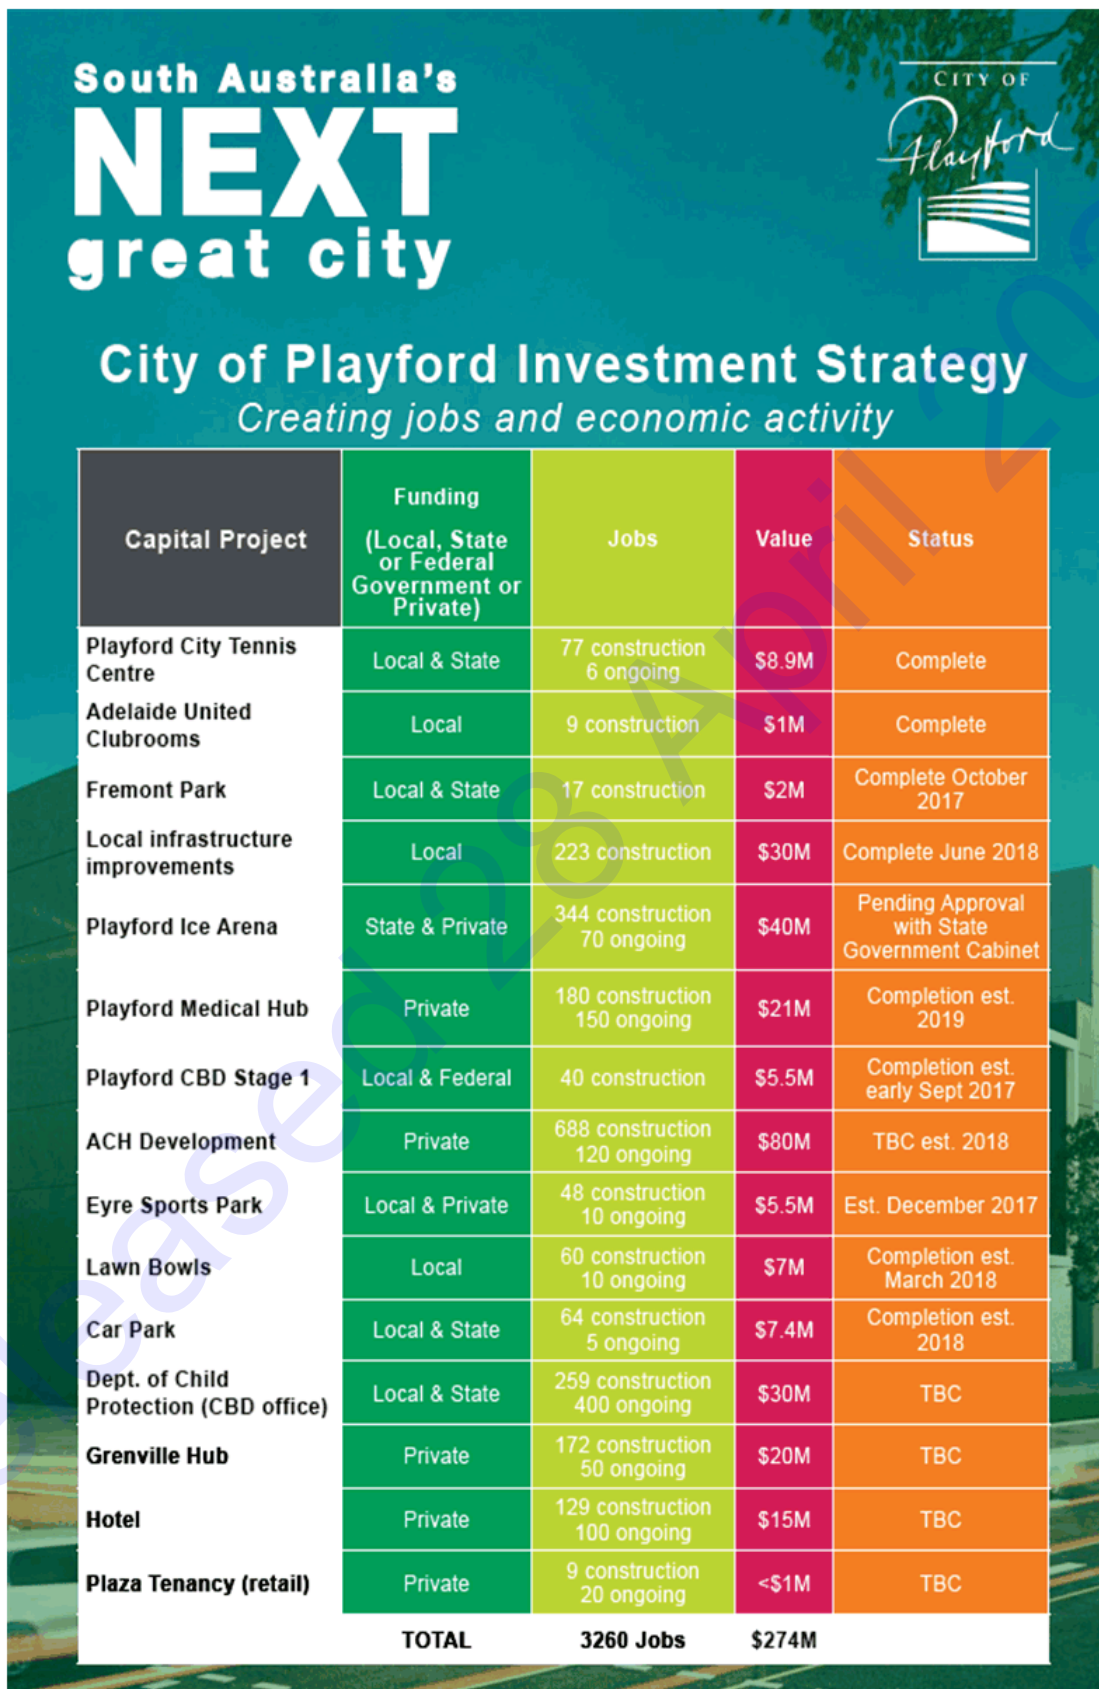 South Australia's
NEXT
great city
CITY OF
Playford
City of Playford Investment Strategy
Creating jobs and economic activity
Capital Project
Funding
(Local, State
or Federal
Government or
Private)
Jobs
Value
Status
Playford City Tennis
Centre
Local & State
77 construction
6 ongoing
$8.9M
Complete
Adelaide United
Clubrooms
Local
9 construction
$1M
Complete
Fremont Park
Local & State
17 construction
$2M
Complete October
2017
Local infrastructure
improvements
Local
223 construction
$30M
Complete June 2018
Playford Ice Arena
State & Private
344 construction
70 ongoing
$40M
Pending Approval
with State
Government Cabinet
Playford Medical Hub
Private
180 construction
150 ongoing
$21M
Completion est.
2019
Playford CBD Stage 1
Local & Federal
40 construction
$5.5M
Completion est.
early Sept 2017
ACH Development
Private
688 construction
120 ongoing
$80M
TBC est. 2018
Eyre Sports Park
Local & Private
48 construction
10 ongoing
$5.5M
Est. December 2017
Lawn Bowls
Local
60 construction
10 ongoing
$7M
Completion est.
March 2018
Car Park
Local & State
64 construction
5 ongoing
$7.4M
Completion est.
2018
Dept. of Child
Protection (CBD office)
Local & State
259 construction
400 ongoing
$30M
TBC
Grenville Hub
Private
172 construction
50 ongoing
$20M
TBC
Hotel
Private
129 construction
100 ongoing
$15M
TBC
Plaza Tenancy (retail)
Private
9 construction
20 ongoing
<$1M
TBC
TOTAL
3260 Jobs
$274M
eleased 28 April 202